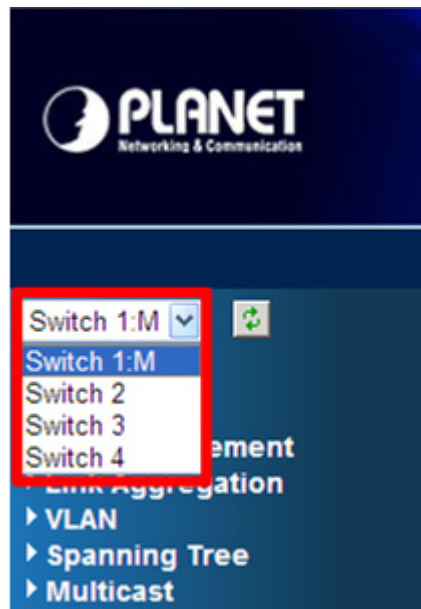 PLANET
Networking & Communication
Switch 1:M
Switch 1:M
Switch 2
Switch 3
Switch 4
ement
Link Aggregation
VLAN
Spanning Tree
Multicast